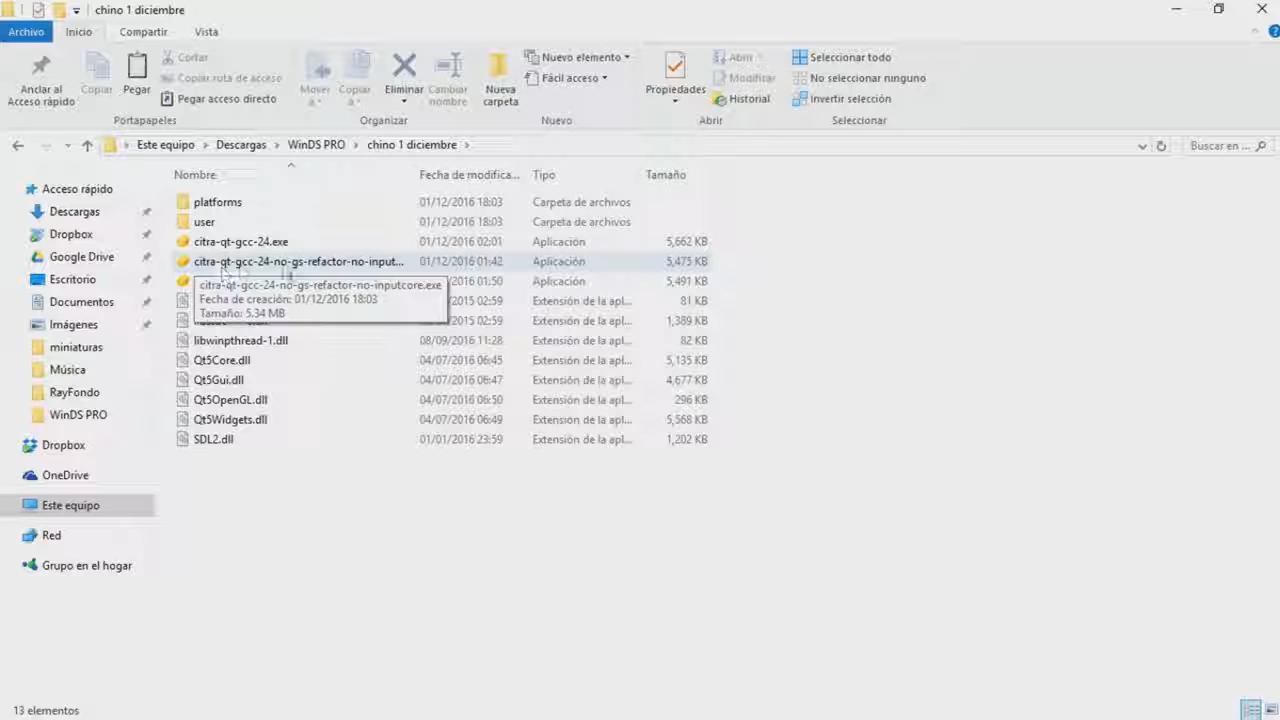 chino 1 diciembre
Archivo Inicio Compartir Vista
Anclar al Acceso rápido
Copiar
Pegar
Cortar
Copiar ruta de acceso
Pegar acceso directo
Portapapeles
Mover a
Copiar a
Eliminar
Cambiar nombre
Organizar
Nueva carpeta
Nuevo elemento
Fácil acceso
Nuevo
Propiedades
Abrir
Modificar
Historial
Abrir
Seleccionar todo
No seleccionar ninguno
Invertir selección
Seleccionar
Este equipo > Descargas > WinDS PRO > chino 1 diciembre >
Buscar en ...
Nombre Fecha de modifica... Tipo Tamaño
platforms 01/12/2016 18:03 Carpeta de archivos
user 01/12/2016 18:03 Carpeta de archivos
citra-qt-gcc-24.exe 01/12/2016 02:01 Aplicación 5,662 KB
citra-qt-gcc-24-no-gs-refactor-no-input... 01/12/2016 01:42 Aplicación 5,475 KB
/12/2016 01:50 Aplicación 5,491 KB
2015 02:59 Extensión de la apl... 81 KB
2015 02:59 Extensión de la apl... 1,389 KB
libwinpthread-1.dll 08/09/2016 11:28 Extensión de la apl... 82 KB
Qt5Core.dll 04/07/2016 06:45 Extensión de la apl... 5,135 KB
Qt5Gui.dll 04/07/2016 06:47 Extensión de la apl... 4,677 KB
Qt5OpenGL.dll 04/07/2016 06:50 Extensión de la apl... 296 KB
Qt5Widgets.dll 04/07/2016 06:49 Extensión de la apl... 5,568 KB
SDL2.dll 01/01/2016 23:59 Extensión de la apl... 1,202 KB
citra-qt-gcc-24-no-gs-refactor-no-inputcore.exe
Fecha de creación: 01/12/2016 18:03
Tamaño: 5.34 MB
Acceso rápido
Descargas
Dropbox
Google Drive
Escritorio
Documentos
Imágenes
miniaturas
Música
RayFondo
WinDS PRO
Dropbox
OneDrive
Este equipo
Red
Grupo en el hogar
13 elementos